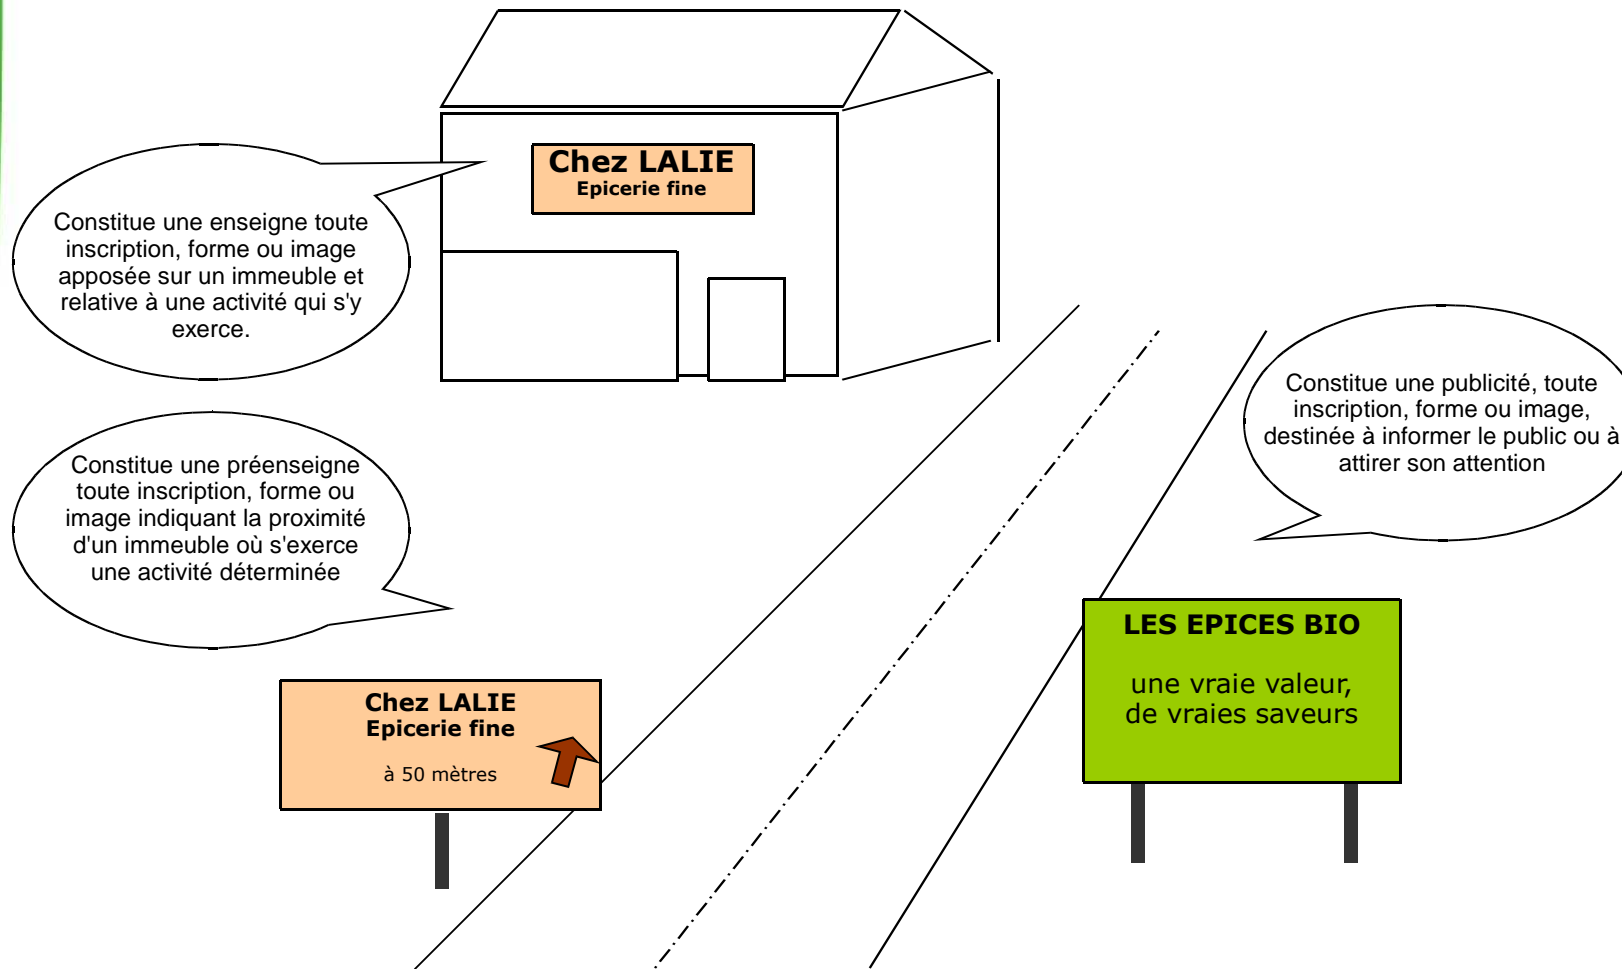 Chez LALIE
Epicerie fine
Constitue une enseigne toute
inscription, forme ou image
apposée sur un immeuble et
relative à une activité qui s'y
exerce.
Constitue une publicité, toute
inscription, forme ou image,
destinée à informer le public ou à
attirer son attention
Constitue une préenseigne
toute inscription, forme ou
image indiquant la proximité
d'un immeuble où s'exerce
une activité déterminée
LES EPICES BIO
une vraie valeur,
de vraies saveurs
Chez LALIE
Epicerie fine
à 50 mètres